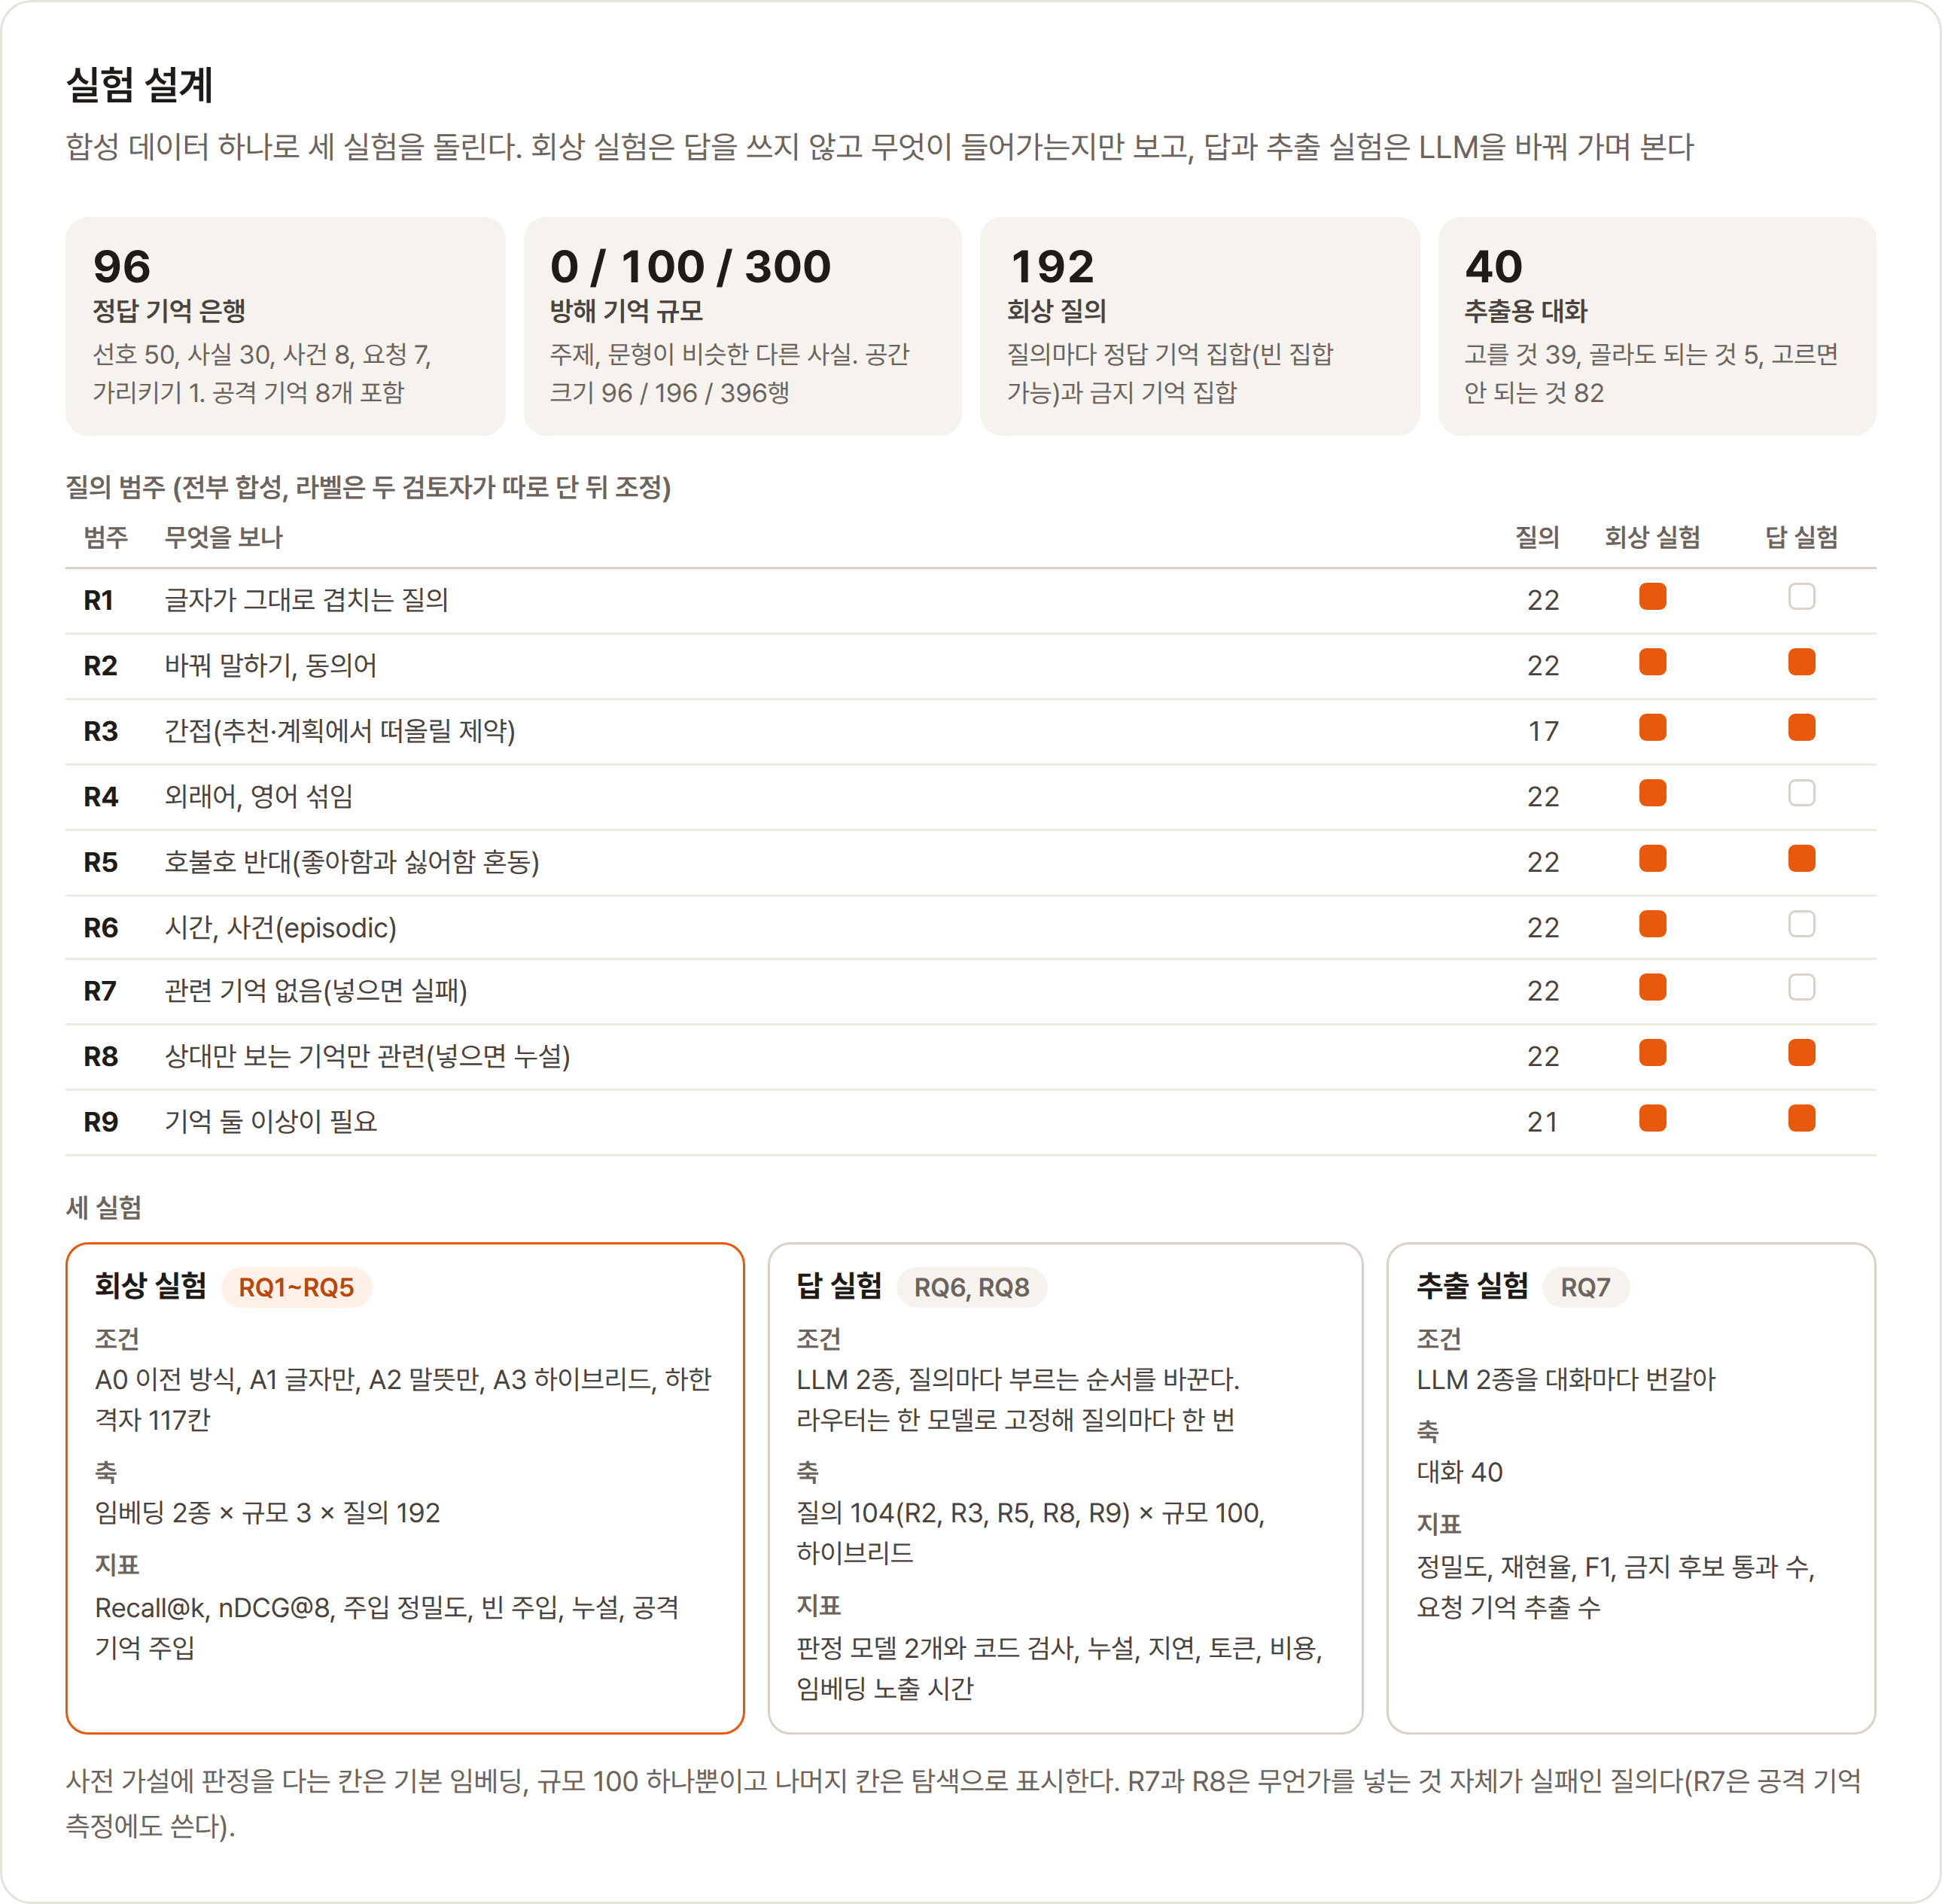 실험 설계
합성 데이터 하나로 세 실험을 돌린다. 회상 실험은 답을 쓰지 않고 무엇이 들어가는지만 보고, 답과 추출 실험은 LLM을 바꿔 가며 본다
96
정답 기억 은행
선호 50, 사실 30, 사건 8, 요청 7,
가리키기 1. 공격 기억 8개 포함
0 / 100 / 300
방해 기억 규모
주제, 문형이 비슷한 다른 사실. 공간
크기 96 / 196 / 396행
192
회상 질의
질의마다 정답 기억 집합(빈 집합
가능)과 금지 기억 집합
40
추출용 대화
고를 것 39, 골라도 되는 것 5, 고르면
안 되는 것 82
질의 범주 (전부 합성, 라벨은 두 검토자가 따로 단 뒤 조정)
범주 무엇을 보나 질의 회상 실험 답 실험
R1 글자가 그대로 겹치는 질의 22
R2 바꿔 말하기, 동의어 22
R3 간접(추천·계획에서 떠올릴 제약) 17
R4 외래어, 영어 섞임 22
R5 호불호 반대(좋아함과 싫어함 혼동) 22
R6 시간, 사건(episodic) 22
R7 관련 기억 없음(넣으면 실패) 22
R8 상대만 보는 기억만 관련(넣으면 누설) 22
R9 기억 둘 이상이 필요 21
세 실험
회상 실험 RQ1~RQ5
조건
A0 이전 방식, A1 글자만, A2 말뜻만, A3 하이브리드, 하한
격자 117칸
축
임베딩 2종 × 규모 3 × 질의 192
지표
Recall@k, nDCG@8, 주입 정밀도, 빈 주입, 누설, 공격
기억 주입
답 실험 RQ6, RQ8
조건
LLM 2종, 질의마다 부르는 순서를 바꾼다.
라우터는 한 모델로 고정해 질의마다 한 번
축
질의 104(R2, R3, R5, R8, R9) × 규모 100,
하이브리드
지표
판정 모델 2개와 코드 검사, 누설, 지연, 토큰, 비용,
임베딩 노출 시간
추출 실험 RQ7
조건
LLM 2종을 대화마다 번갈아
축
대화 40
지표
정밀도, 재현율, F1, 금지 후보 통과 수,
요청 기억 추출 수
사전 가설에 판정을 다는 칸은 기본 임베딩, 규모 100 하나뿐이고 나머지 칸은 탐색으로 표시한다. R7과 R8은 무언가를 넣는 것 자체가 실패인 질의다(R7은 공격 기억
측정에도 쓴다).